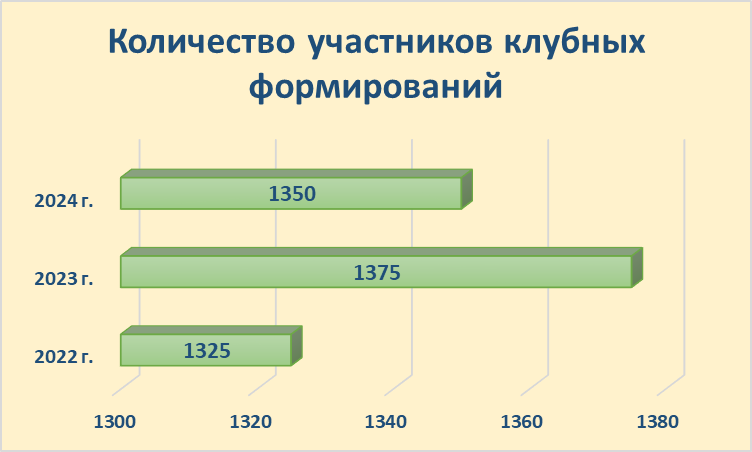 Количество участников клубных
формирований
2024 г.
1350
2023 г.
1375
2022 г.
1325
1300
1320
1340
1360
1380